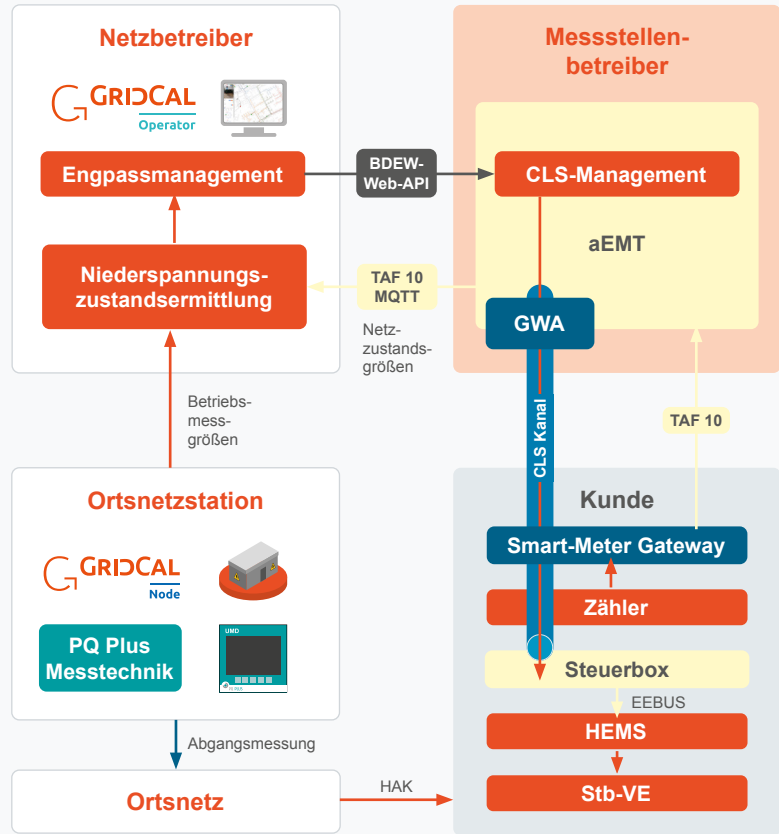 Netzbetreiber
GRIDCAL
Operator
Engpassmanagement
Niederspannungs-
zustandsermittlung
BDEW-
Web-API
TAF 10
MQTT
Netz-
zustands-
größen
Messstellen-
betreiber
CLS-Management
aEMT
GWA
CLS Kanal
TAF 10
Betriebs-
mess-
größen
Ortsnetzstation
GRIDCAL
Node
PQ Plus
Messtechnik
UMD
Abgangsmessung
Ortsnetz
HAK
Kunde
Smart-Meter Gateway
Zähler
Steuerbox
EEBUS
HEMS
Stb-VE